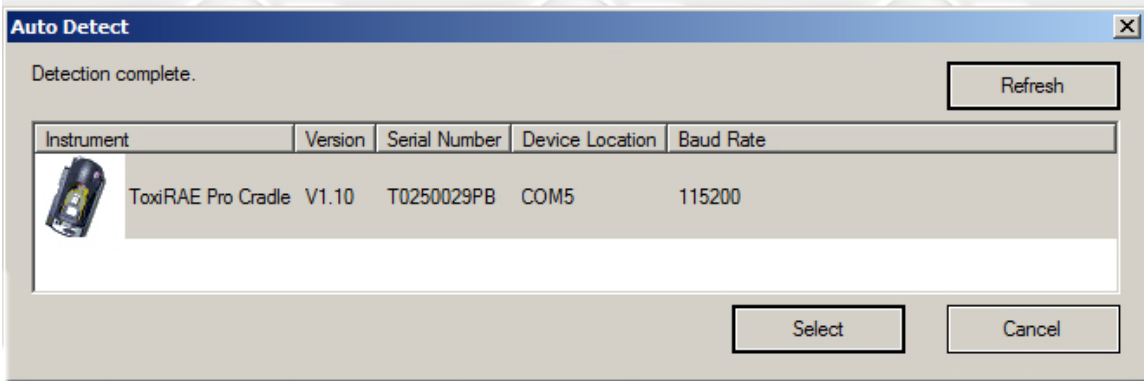 Auto Detect
Detection complete.
Refresh
Instrument Version Serial Number Device Location Baud Rate
ToxiRAE Pro Cradle V1.10 T0250029PB COM5 115200
Select Cancel